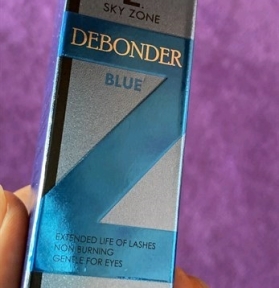 SKY ZONE
DEBONDER
BLUE
EXTENDED LIFE OF LASHES
NON BURNING
GENTLE FOR EYES